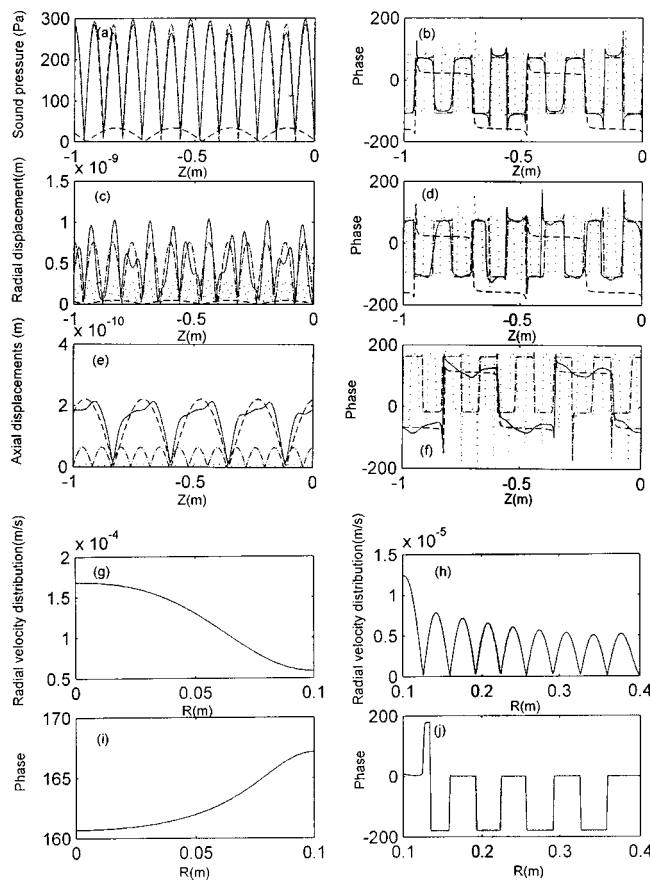 300
(a)
200
100
0
-1
-0.5
0
Z(m)
Sound pressure (Pa)
200
(b)
0
-200
-1
-0.5
0
Z(m)
Phase
x 10^-9
1.5
(c)
1
0.5
0
-1
-0.5
0
Z(m)
Radial displacement(m)
200
(d)
0
-200
-1
-0.5
0
Z(m)
Phase
x 10^-10
4
(e)
2
0
-1
-0.5
0
Z(m)
Axial displacements (m)
200
0
(f)
-200
-1
-0.5
0
Z(m)
Phase
x 10^-4
2
(g)
1.5
1
0.5
0
0.05
0.1
R(m)
Radial velocity distribution(m/s)
x 10^-5
1.5
(h)
1
0.5
0
0.1
0.2
0.3
0.4
R(m)
Radial velocity distribution(m/s)
170
(i)
165
160
0
0.05
0.1
R(m)
Phase
200
(j)
0
-200
0.1
0.2
0.3
0.4
R(m)
Phase